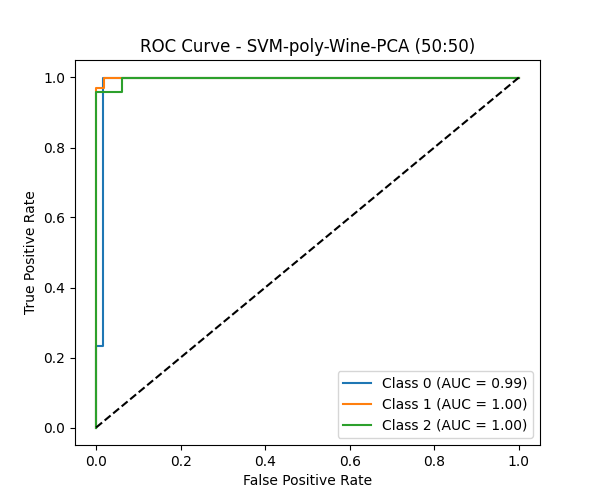 ROC Curve - SVM-poly-Wine-PCA (50:50)
True Positive Rate
1.0
0.8
0.6
0.4
0.2
0.0
0.0 0.2 0.4 0.6 0.8 1.0
False Positive Rate
Class 0 (AUC = 0.99)
Class 1 (AUC = 1.00)
Class 2 (AUC = 1.00)